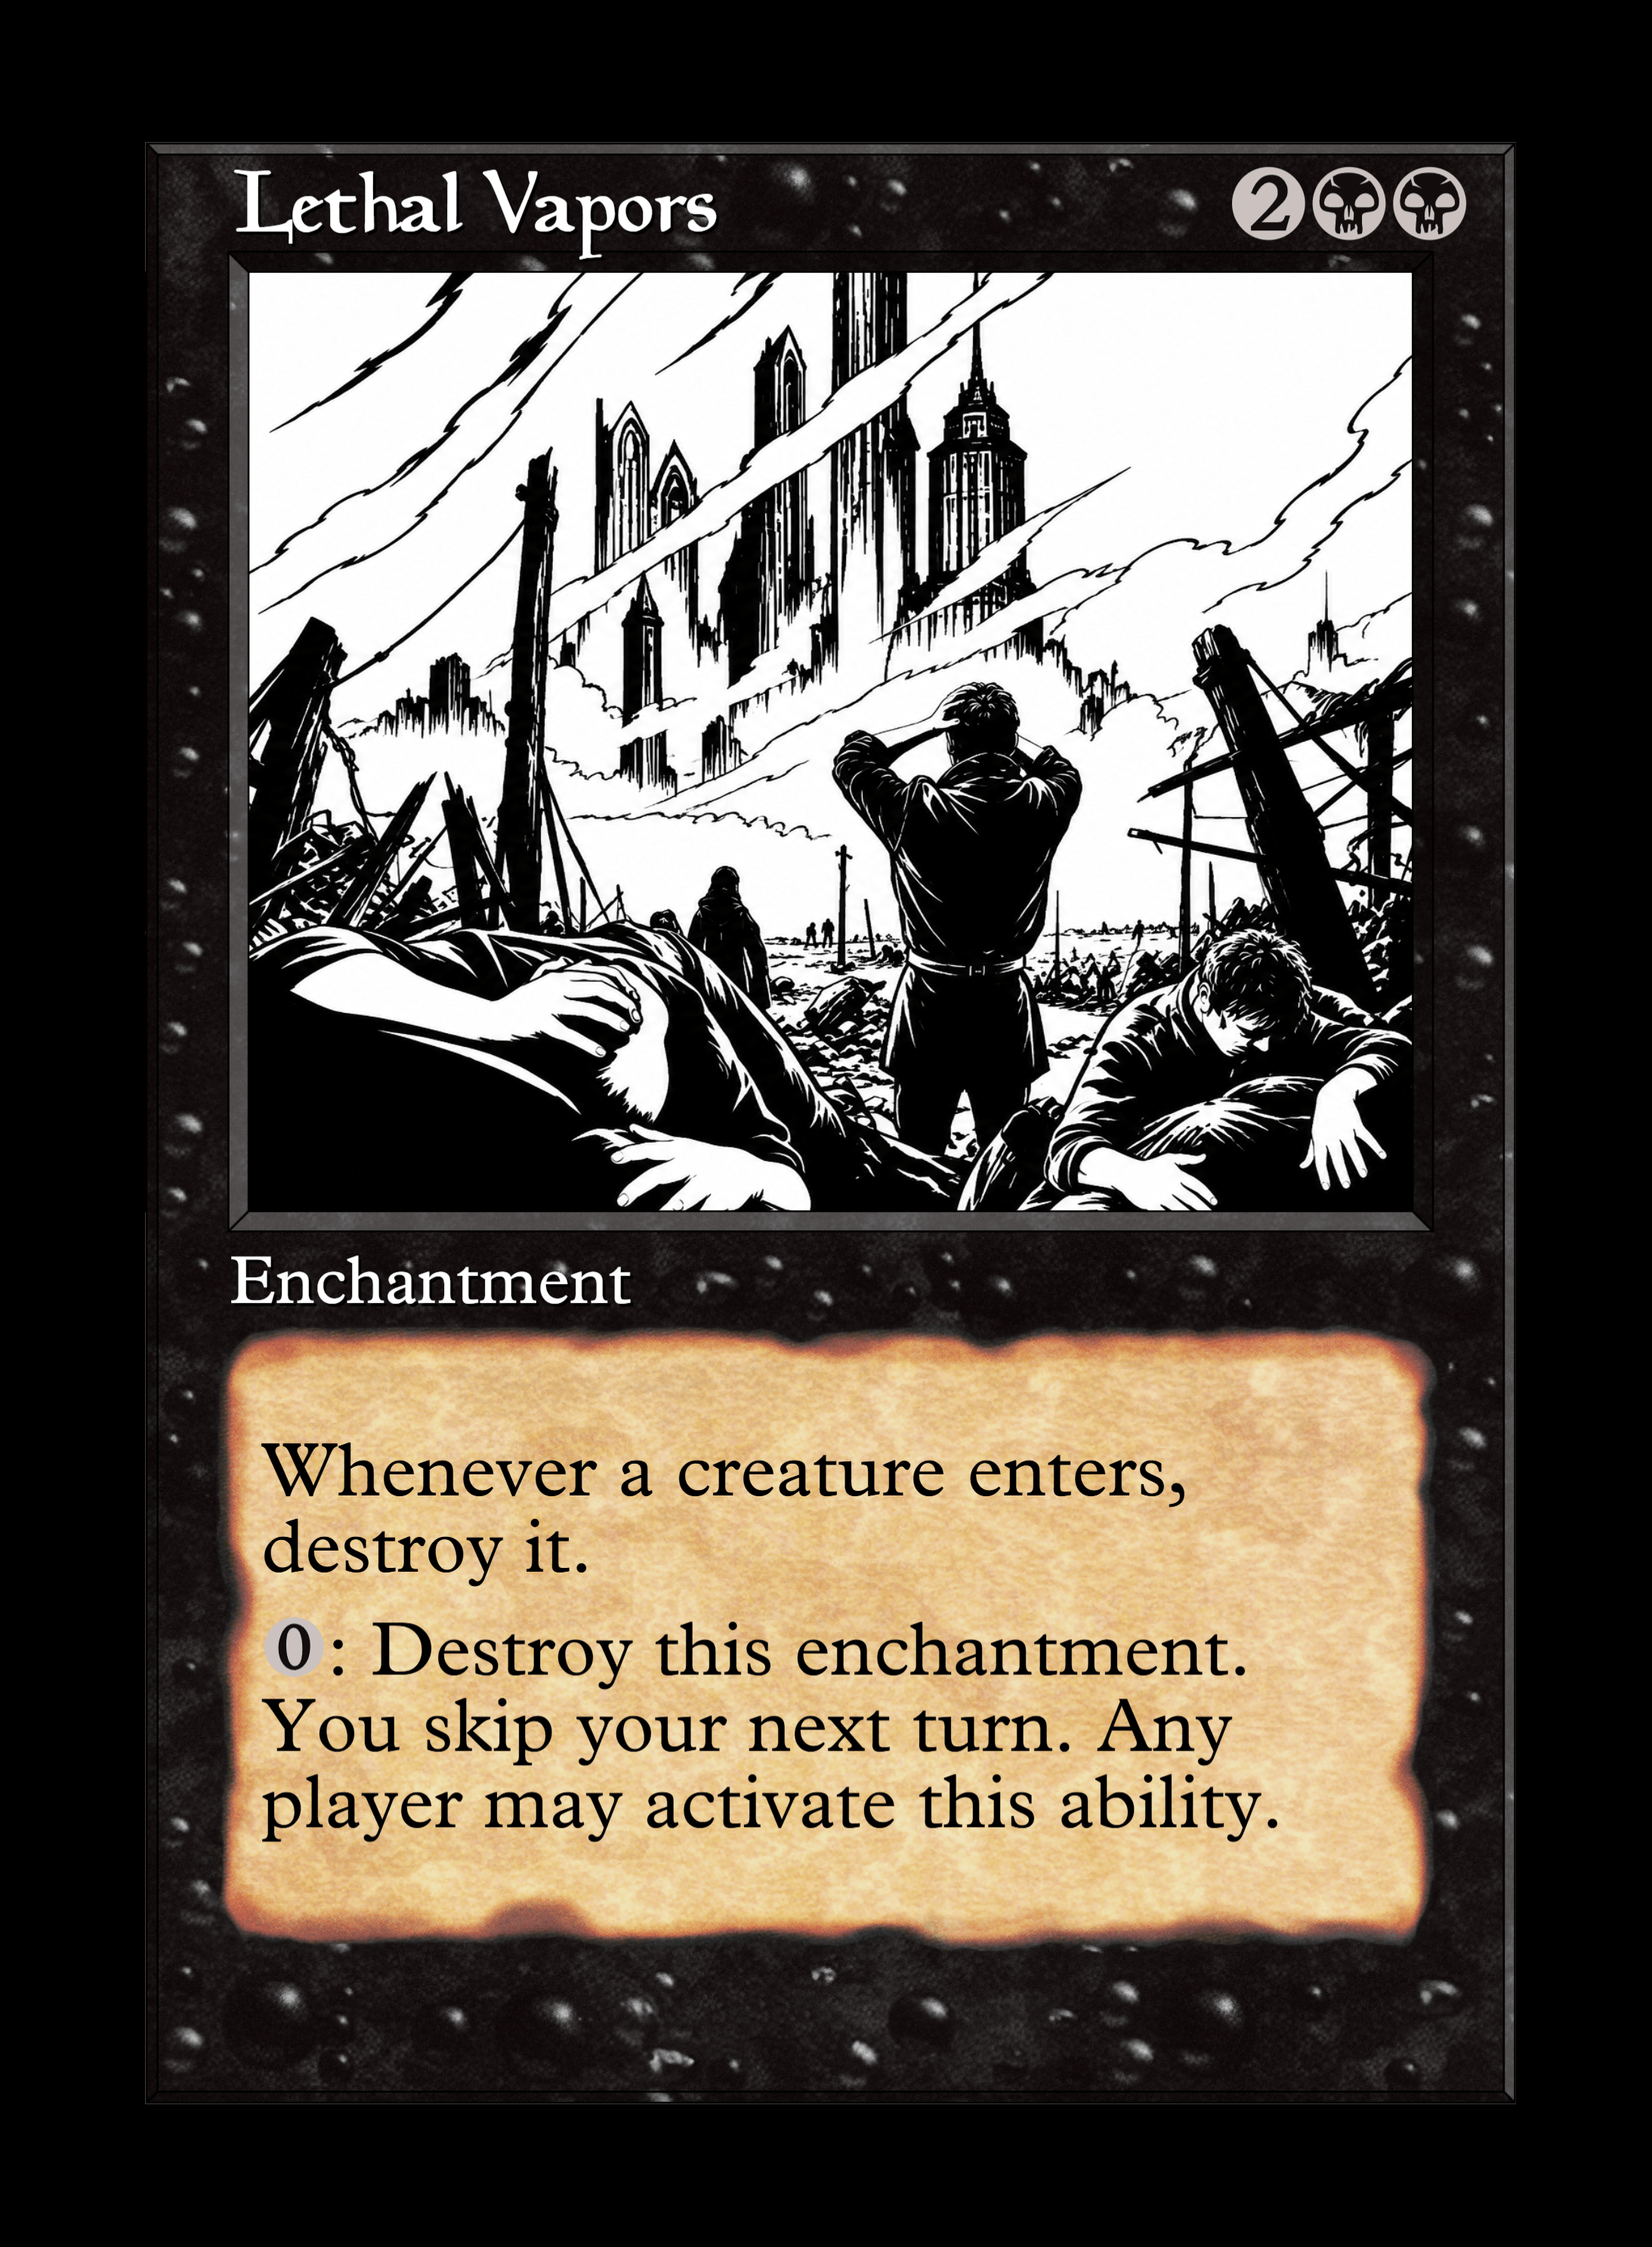 Lethal Vapors 2
Enchantment
Whenever a creature enters,
destroy it.
0: Destroy this enchantment.
You skip your next turn. Any
player may activate this ability.